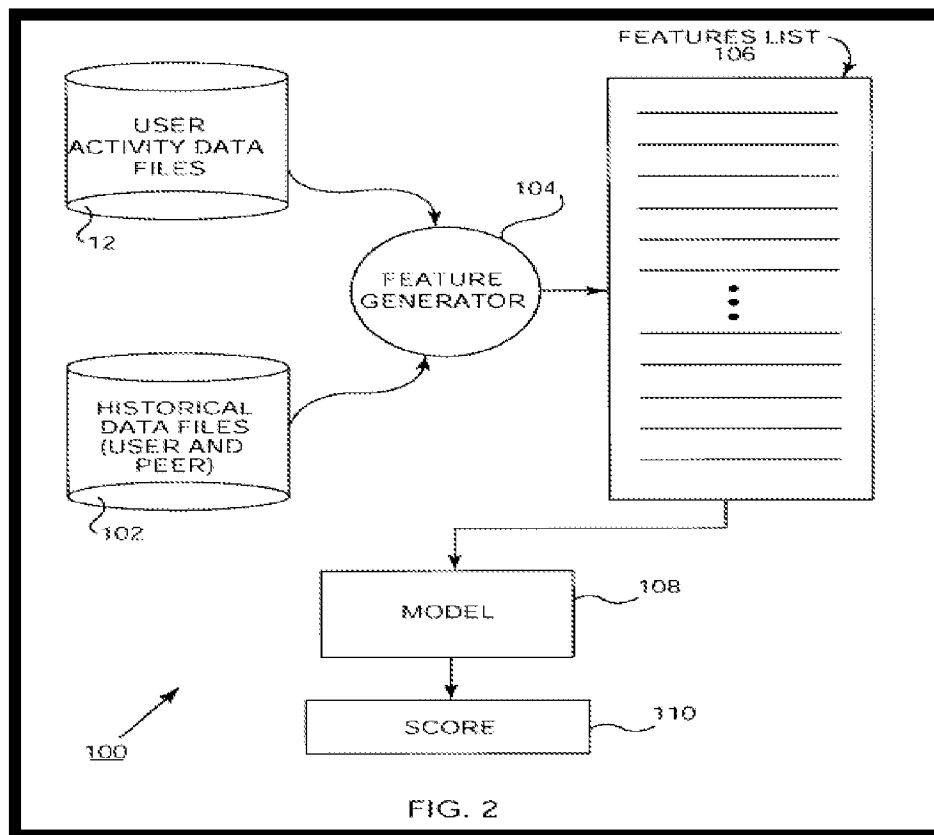 FEATURES LIST
106
USER
ACTIVITY DATA
FILES
12
104
FEATURE
GENERATOR
HISTORICAL
DATA FILES
(USER AND
PEER)
102
MODEL
108
SCORE
110
100
FIG. 2